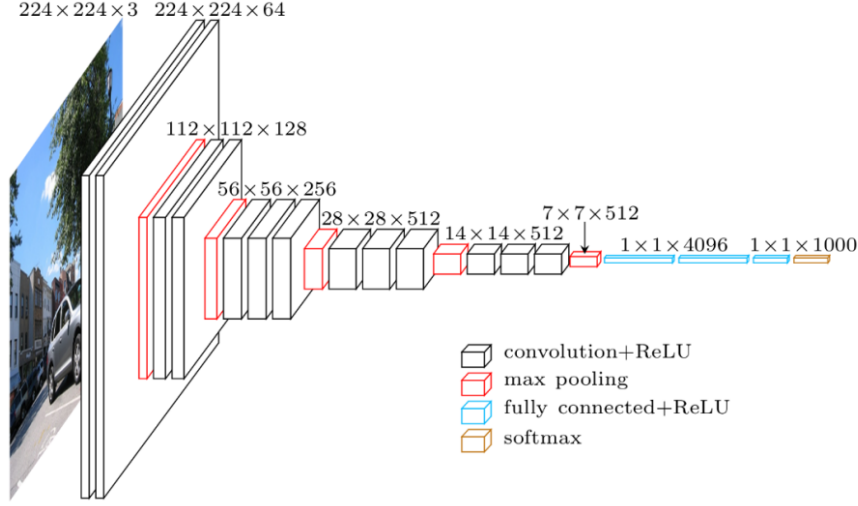 224×224×3
224×224×64
112×112×128
56×56×256
28×28×512
14×14×512
7×7×512
1×1×4096
1×1×1000
convolution+ReLU
max pooling
fully connected+ReLU
softmax